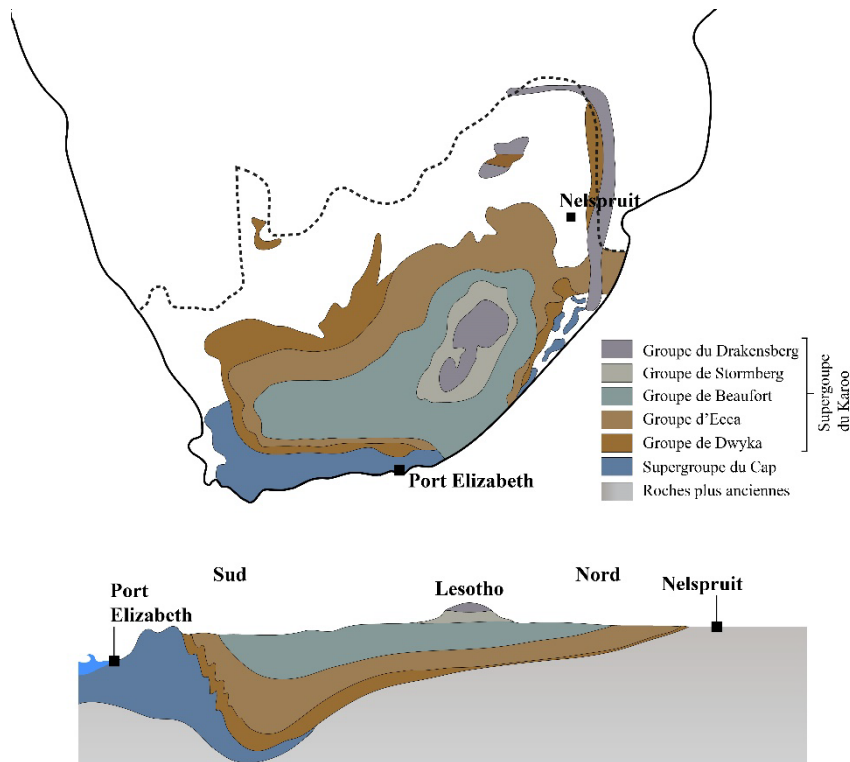 Nelspruit
Port Elizabeth
Groupe du Drakensberg
Groupe de Stormberg
Groupe de Beaufort
Groupe d'Ecca
Groupe de Dwyka
Supergroupe du Cap
Roches plus anciennes
Supergoupe
du Karoo
Sud
Nord
Port
Elizabeth
Lesotho
Nelspruit